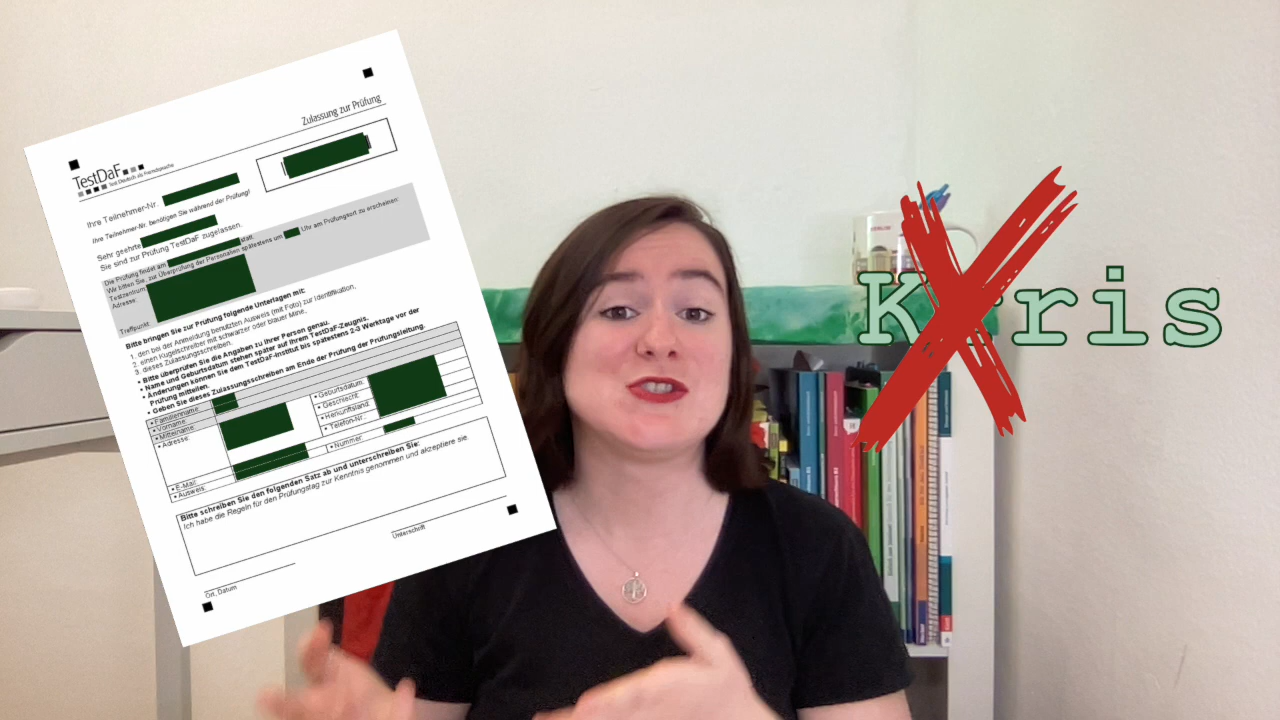 Zulassung zur Prüfung
TestDaF
Test Deutsch als Fremdsprache
Ihre Teilnehmer-Nr.
Ihre Teilnehmer-Nr. benötigen Sie während der Prüfung!
Sehr geehrte
Sie sind zur Prüfung TestDaF zugelassen.
Die Prüfung findet am statt.
Wir bitten Sie, zur Überprüfung der Personalien spätestens um Uhr am Prüfungsort zu erscheinen:
Testzentrum:
Adresse:
Treffpunkt:
Bitte bringen Sie zur Prüfung folgende Unterlagen mit:
1. den bei der Anmeldung benutzten Ausweis (mit Foto) zur Identifikation,
2. einen Kugelschreiber mit schwarzer oder blauer Mine,
3. dieses Zulassungsschreiben.
• Bitte überprüfen Sie die Angaben zu Ihrer Person genau.
• Name und Geburtsdatum stehen später auf Ihrem TestDaF-Zeugnis.
• Änderungen können Sie dem TestDaF-Institut bis spätestens 2-3 Werktage vor der
Prüfung mitteilen.
• Geben Sie dieses Zulassungsschreiben am Ende der Prüfung der Prüfungsleitung.
• Familienname:
• Vorname:
• Mittelname:
• Adresse:
• Geburtsdatum:
• Geschlecht:
• Herkunftsland:
• Telefon-Nr.:
• E-Mail:
• Ausweis:
• Nummer:
Bitte schreiben Sie den folgenden Satz ab und unterschreiben Sie:
Ich habe die Regeln für den Prüfungstag zur Kenntnis genommen und akzeptiere sie.
Ort, Datum
Unterschrift
BERLIN
K ris